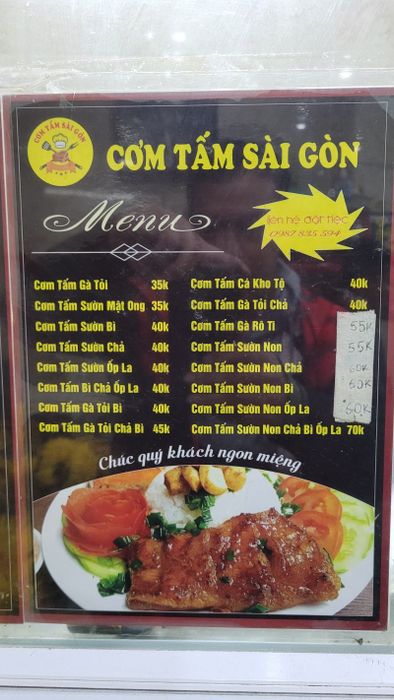 CƠM TẤM SÀI GÒN
CƠM TẤM SÀI GÒN
Menu
liên hệ đặt tiệc
0987 835 594
Cơm Tấm Gà Tỏi 35k
Cơm Tấm Sườn Mật Ong 35k
Cơm Tấm Sườn Bì 40k
Cơm Tấm Sườn Chả 40k
Cơm Tấm Sườn Ốp La 40k
Cơm Tấm Bì Chả Ốp La 40k
Cơm Tấm Gà Tỏi Bì 40k
Cơm Tấm Gà Tỏi Chả Bì 45k
Cơm Tấm Cá Kho Tộ 40k
Cơm Tấm Gà Tỏi Chả 40k
Cơm Tấm Gà Rô Ti 55k
Cơm Tấm Sườn Non 55k
Cơm Tấm Sườn Non Chả 60k
Cơm Tấm Sườn Non Bì 60k
Cơm Tấm Sườn Non Ốp La 60k
Cơm Tấm Sườn Non Chả Bì Ốp La 70k
Chúc quý khách ngon miệng